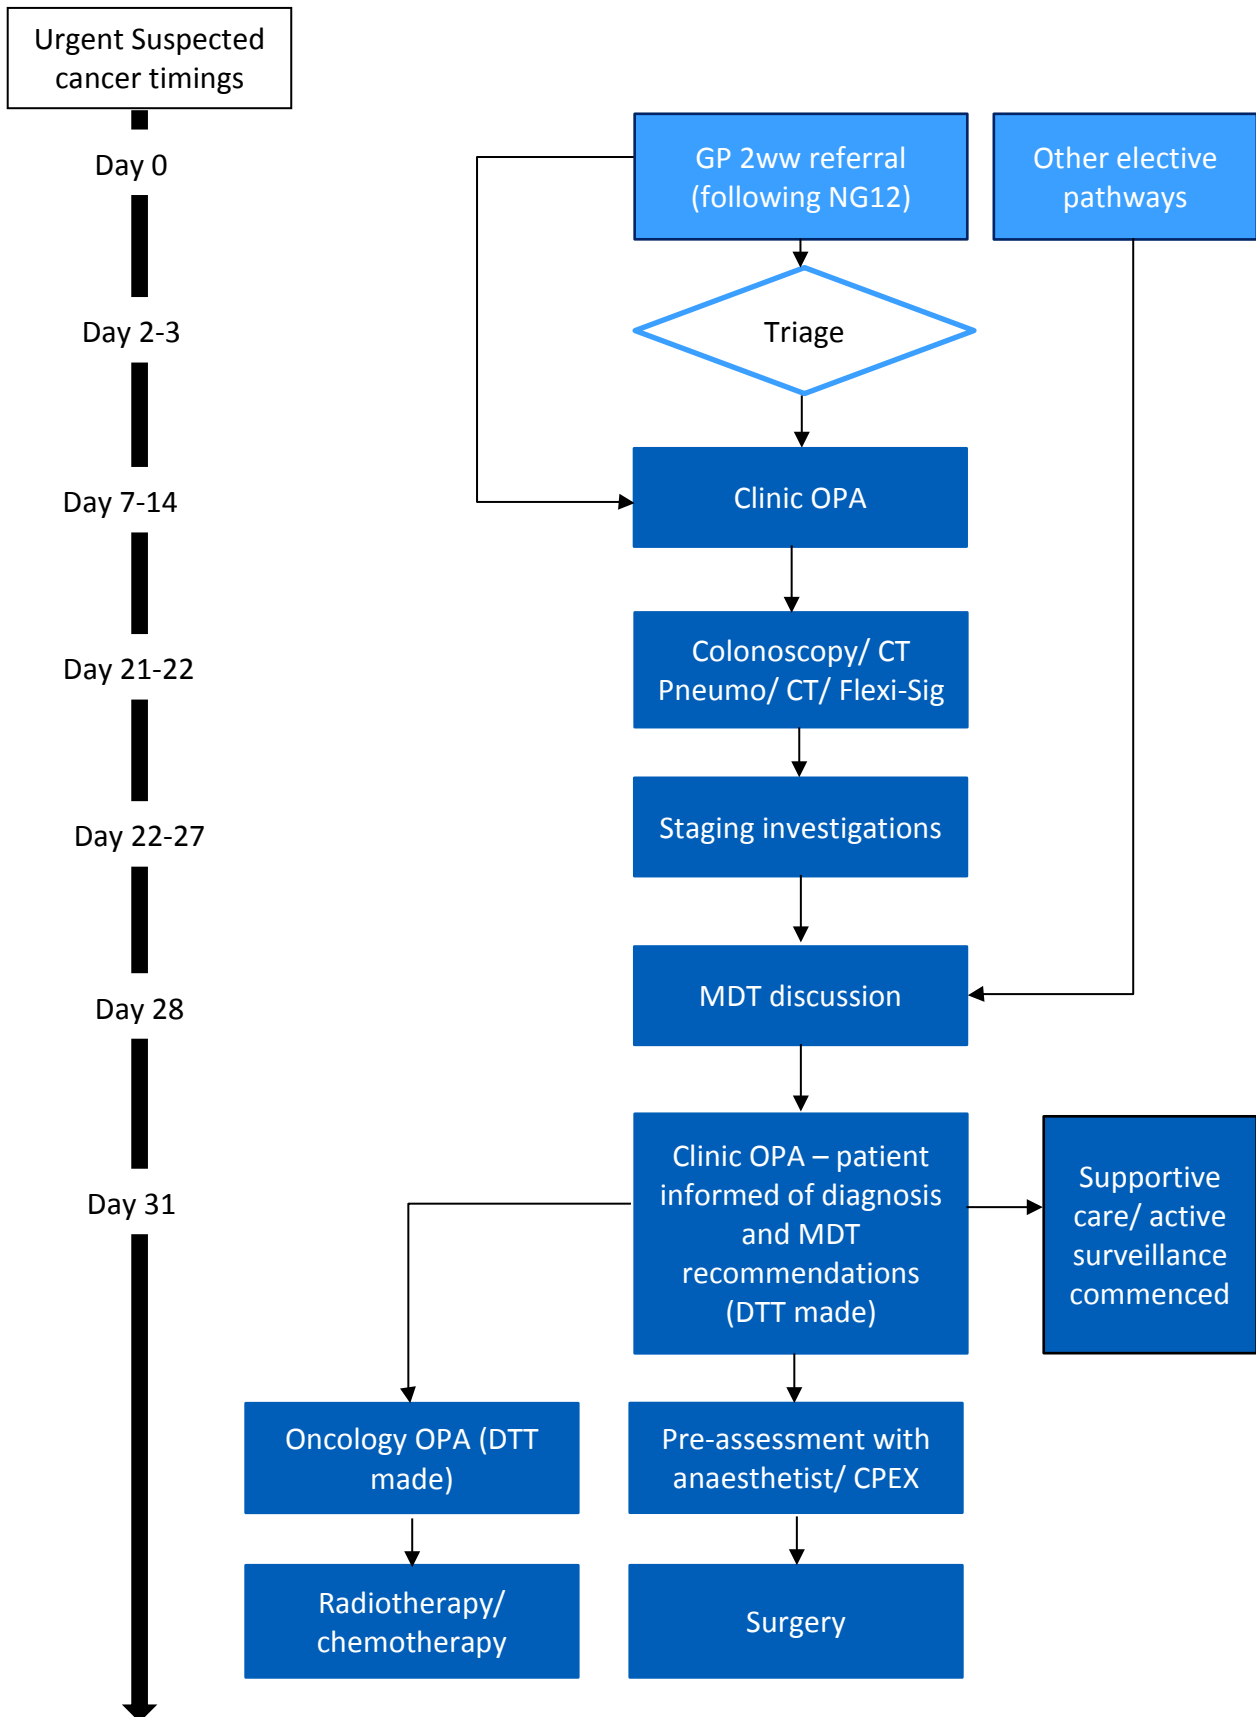 Urgent Suspected
cancer timings
Day 0
GP 2ww referral
(following NG12)
Other elective
pathways
Day 2-3
Triage
Day 7-14
Clinic OPA
Day 21-22
Colonoscopy/ CT
Pneumo/ CT/ Flexi-Sig
Day 22-27
Staging investigations
Day 28
MDT discussion
Day 31
Clinic OPA – patient
informed of diagnosis
and MDT
recommendations
(DTT made)
Supportive
care/ active
surveillance
commenced
Oncology OPA (DTT
made)
Pre-assessment with
anaesthetist/ CPEX
Radiotherapy/
chemotherapy
Surgery